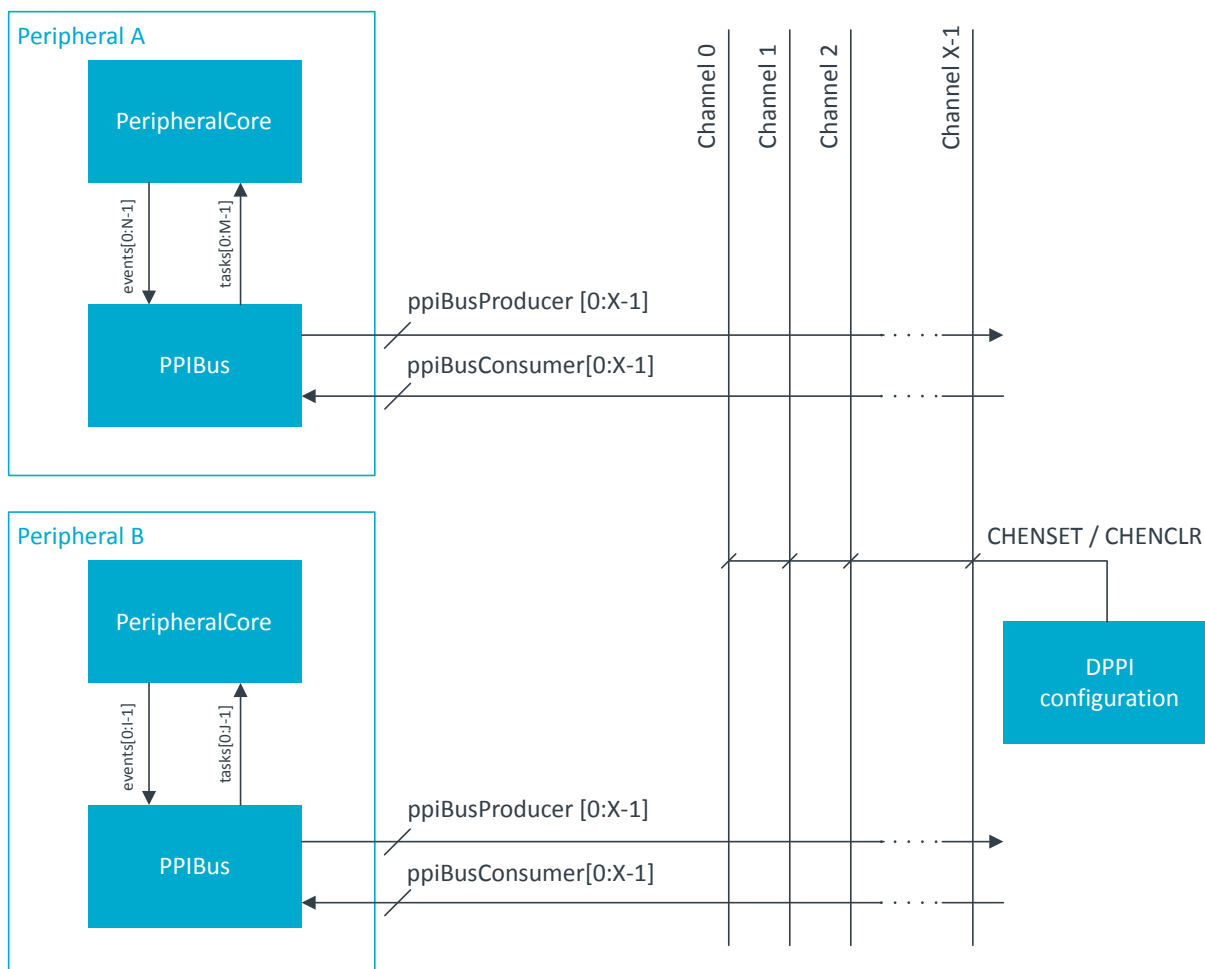 Peripheral A
PeripheralCore
events[0:N-1]
tasks[0:M-1]
PPIBus
ppiBusProducer [0:X-1]
ppiBusConsumer[0:X-1]
Channel 0
Channel 1
Channel 2
Channel X-1
Peripheral B
PeripheralCore
events[0:I-1]
tasks[0:J-1]
PPIBus
ppiBusProducer [0:X-1]
ppiBusConsumer[0:X-1]
CHENSET / CHENCLR
DPPI
configuration